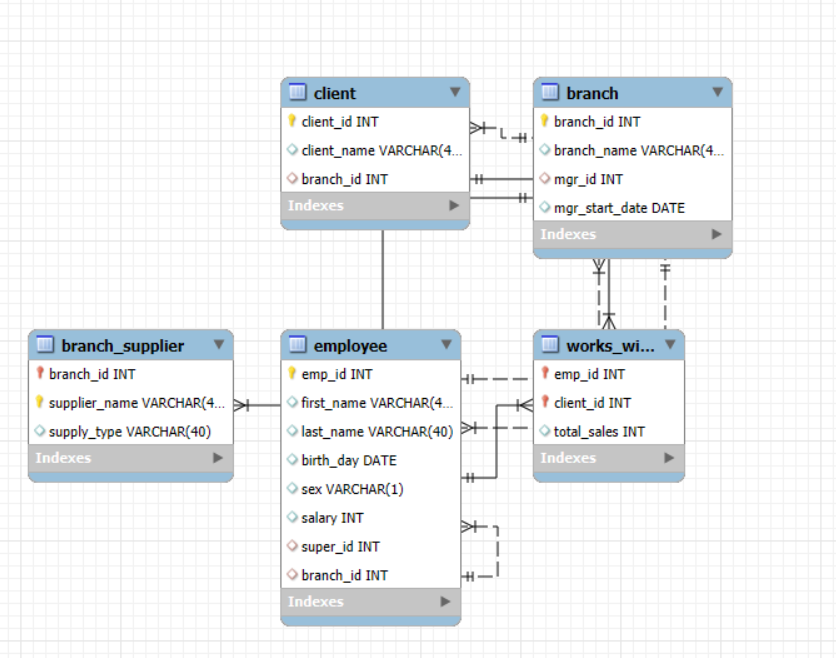 client
client_id INT
client_name VARCHAR(4...
branch_id INT
Indexes
branch
branch_id INT
branch_name VARCHAR(4...
mgr_id INT
mgr_start_date DATE
Indexes
branch_supplier
branch_id INT
supplier_name VARCHAR(4...
supply_type VARCHAR(40)
Indexes
employee
emp_id INT
first_name VARCHAR(4...
last_name VARCHAR(40)
birth_day DATE
sex VARCHAR(1)
salary INT
super_id INT
branch_id INT
Indexes
works_wi...
emp_id INT
client_id INT
total_sales INT
Indexes